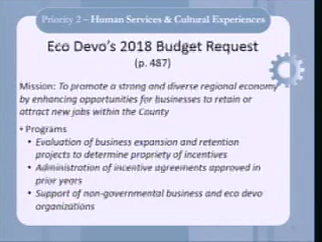 Priority 2 – Human Services & Cultural Experiences
Eco Devo's 2018 Budget Request
(p. 487)
Mission: To promote a strong and diverse regional economy
by enhancing opportunities for businesses to retain or
attract new jobs within the County
• Programs
• Evaluation of business expansion and retention
projects to determine propriety of incentives
• Administration of incentive agreements approved in
prior years
• Support of non-governmental business and eco devo
organizations